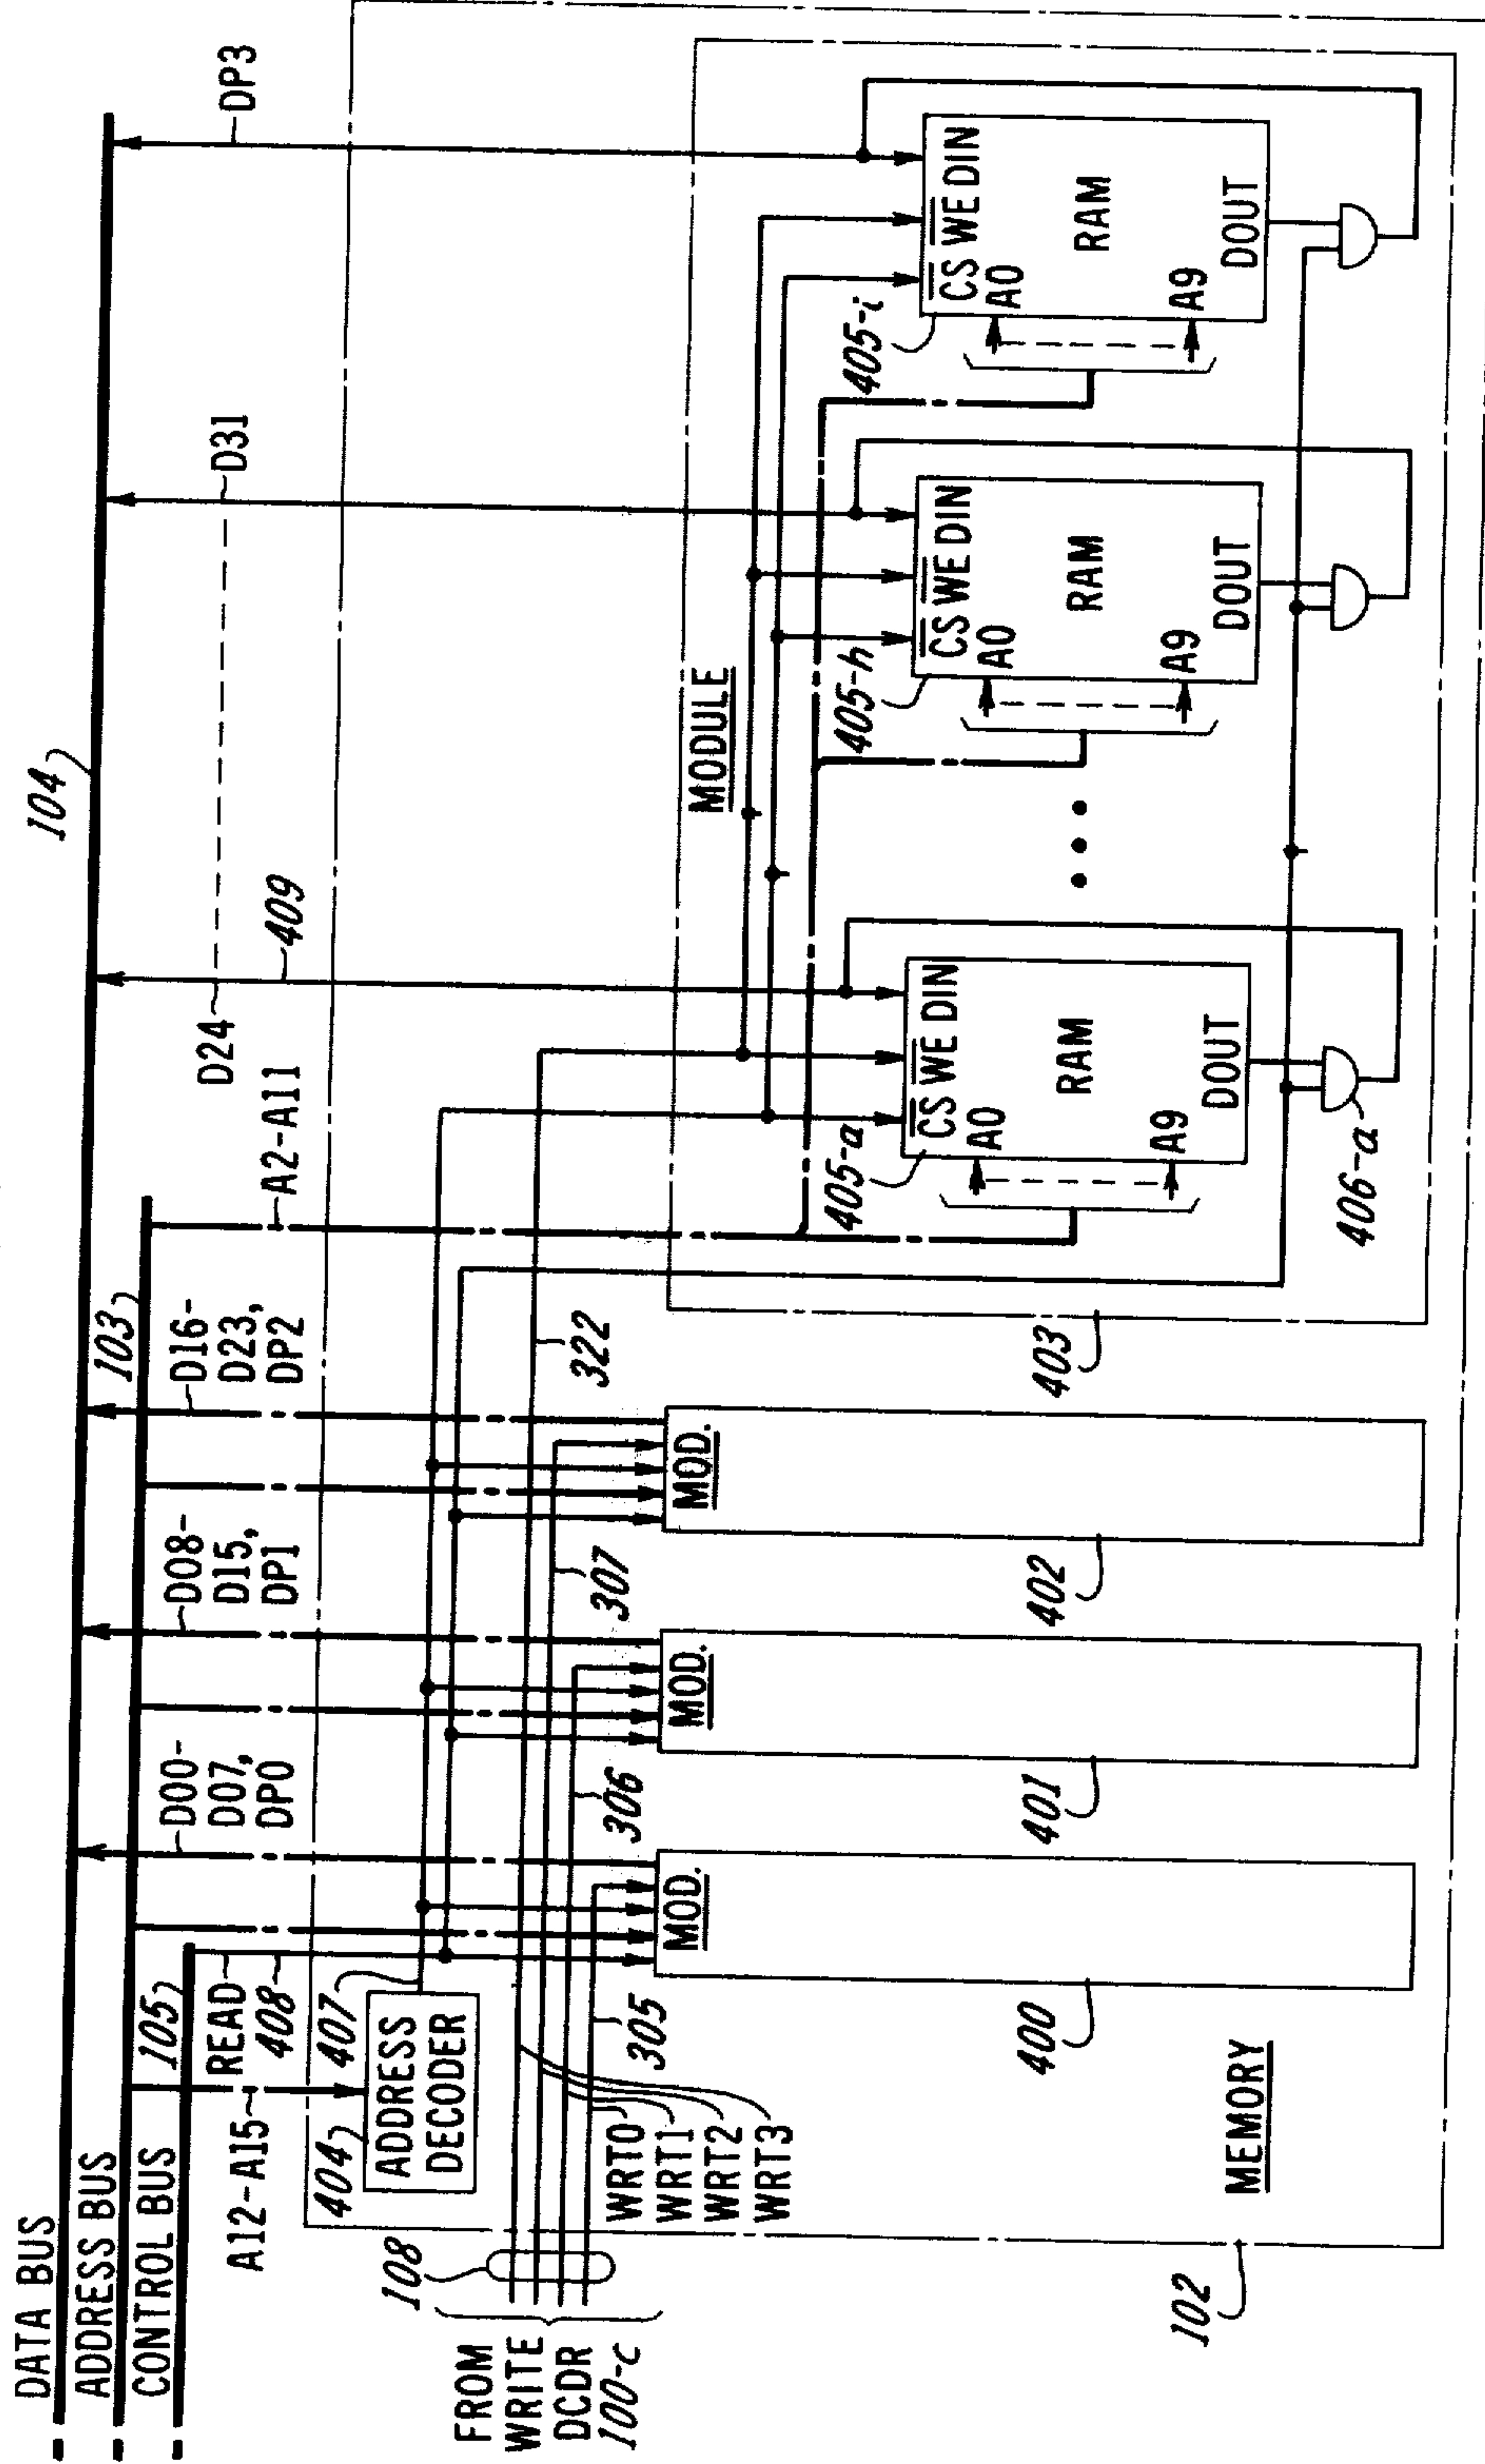 DATA BUS
ADDRESS BUS
CONTROL BUS
104
103
105
A12-A15
READ
408
D00-
D07,
DP0
D08-
D15,
DP1
D16-
D23,
DP2
A2-A11
D24
D31
DP3
409
404
ADDRESS
DECODER
407
108
FROM
WRITE
DCDR
100-c
WRT0
WRT1
WRT2
WRT3
305
306
307
322
MOD.
MOD.
MOD.
MODULE
400
401
402
403
405-a
CS WE DIN
A0
RAM
A9
DOUT
406-a
405-h
CS WE DIN
A0
RAM
A9
DOUT
405-i
CS WE DIN
A0
RAM
A9
DOUT
MEMORY
102